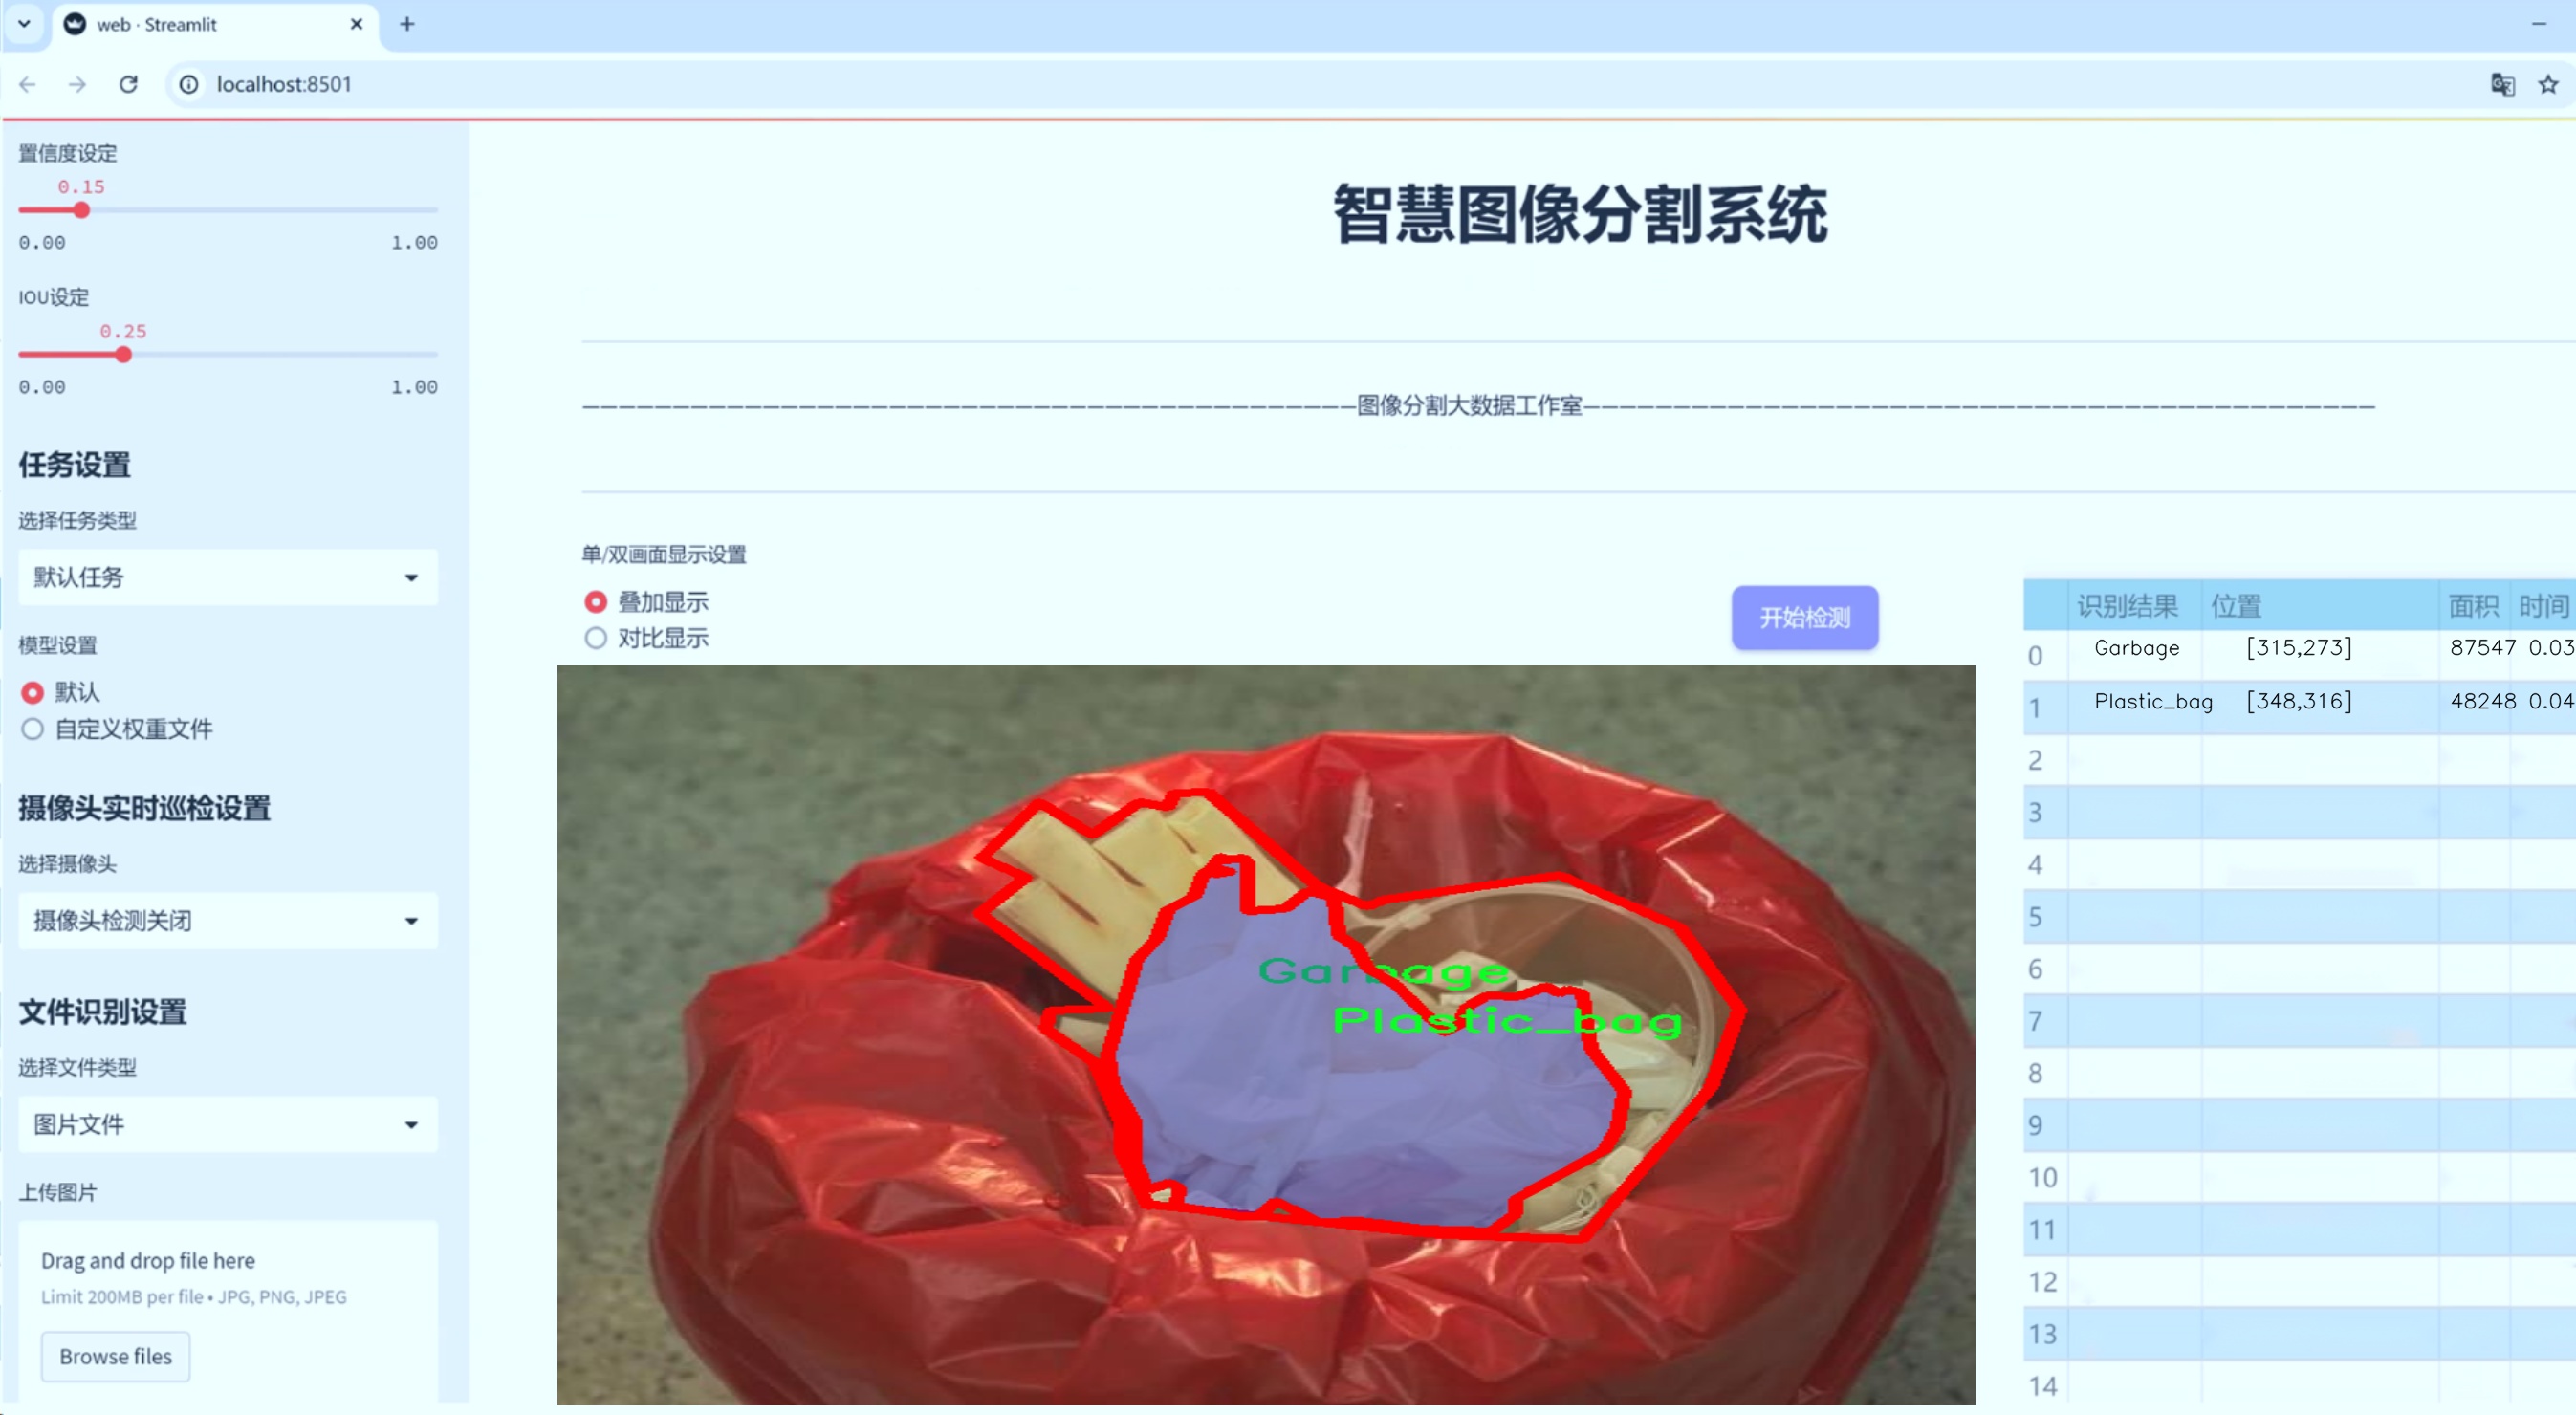 web · Streamlit
localhost:8501
置信度设定
0.15
0.00 1.00
IOU设定
0.25
0.00 1.00
任务设置
选择任务类型
默认任务
模型设置
默认
自定义权重文件
摄像头实时巡检设置
选择摄像头
摄像头检测关闭
文件识别设置
选择文件类型
图片文件
上传图片
Drag and drop file here
Limit 200MB per file • JPG, PNG, JPEG
Browse files
智慧图像分割系统
图像分割大数据工作室
单/双画面显示设置
叠加显示
对比显示
开始检测
Garbage
Plastic_bag
识别结果 位置 面积 时间
0 Garbage [315,273] 87547 0.03
1 Plastic_bag [348,316] 48248 0.04
2
3
4
5
6
7
8
9
10
11
12
13
14